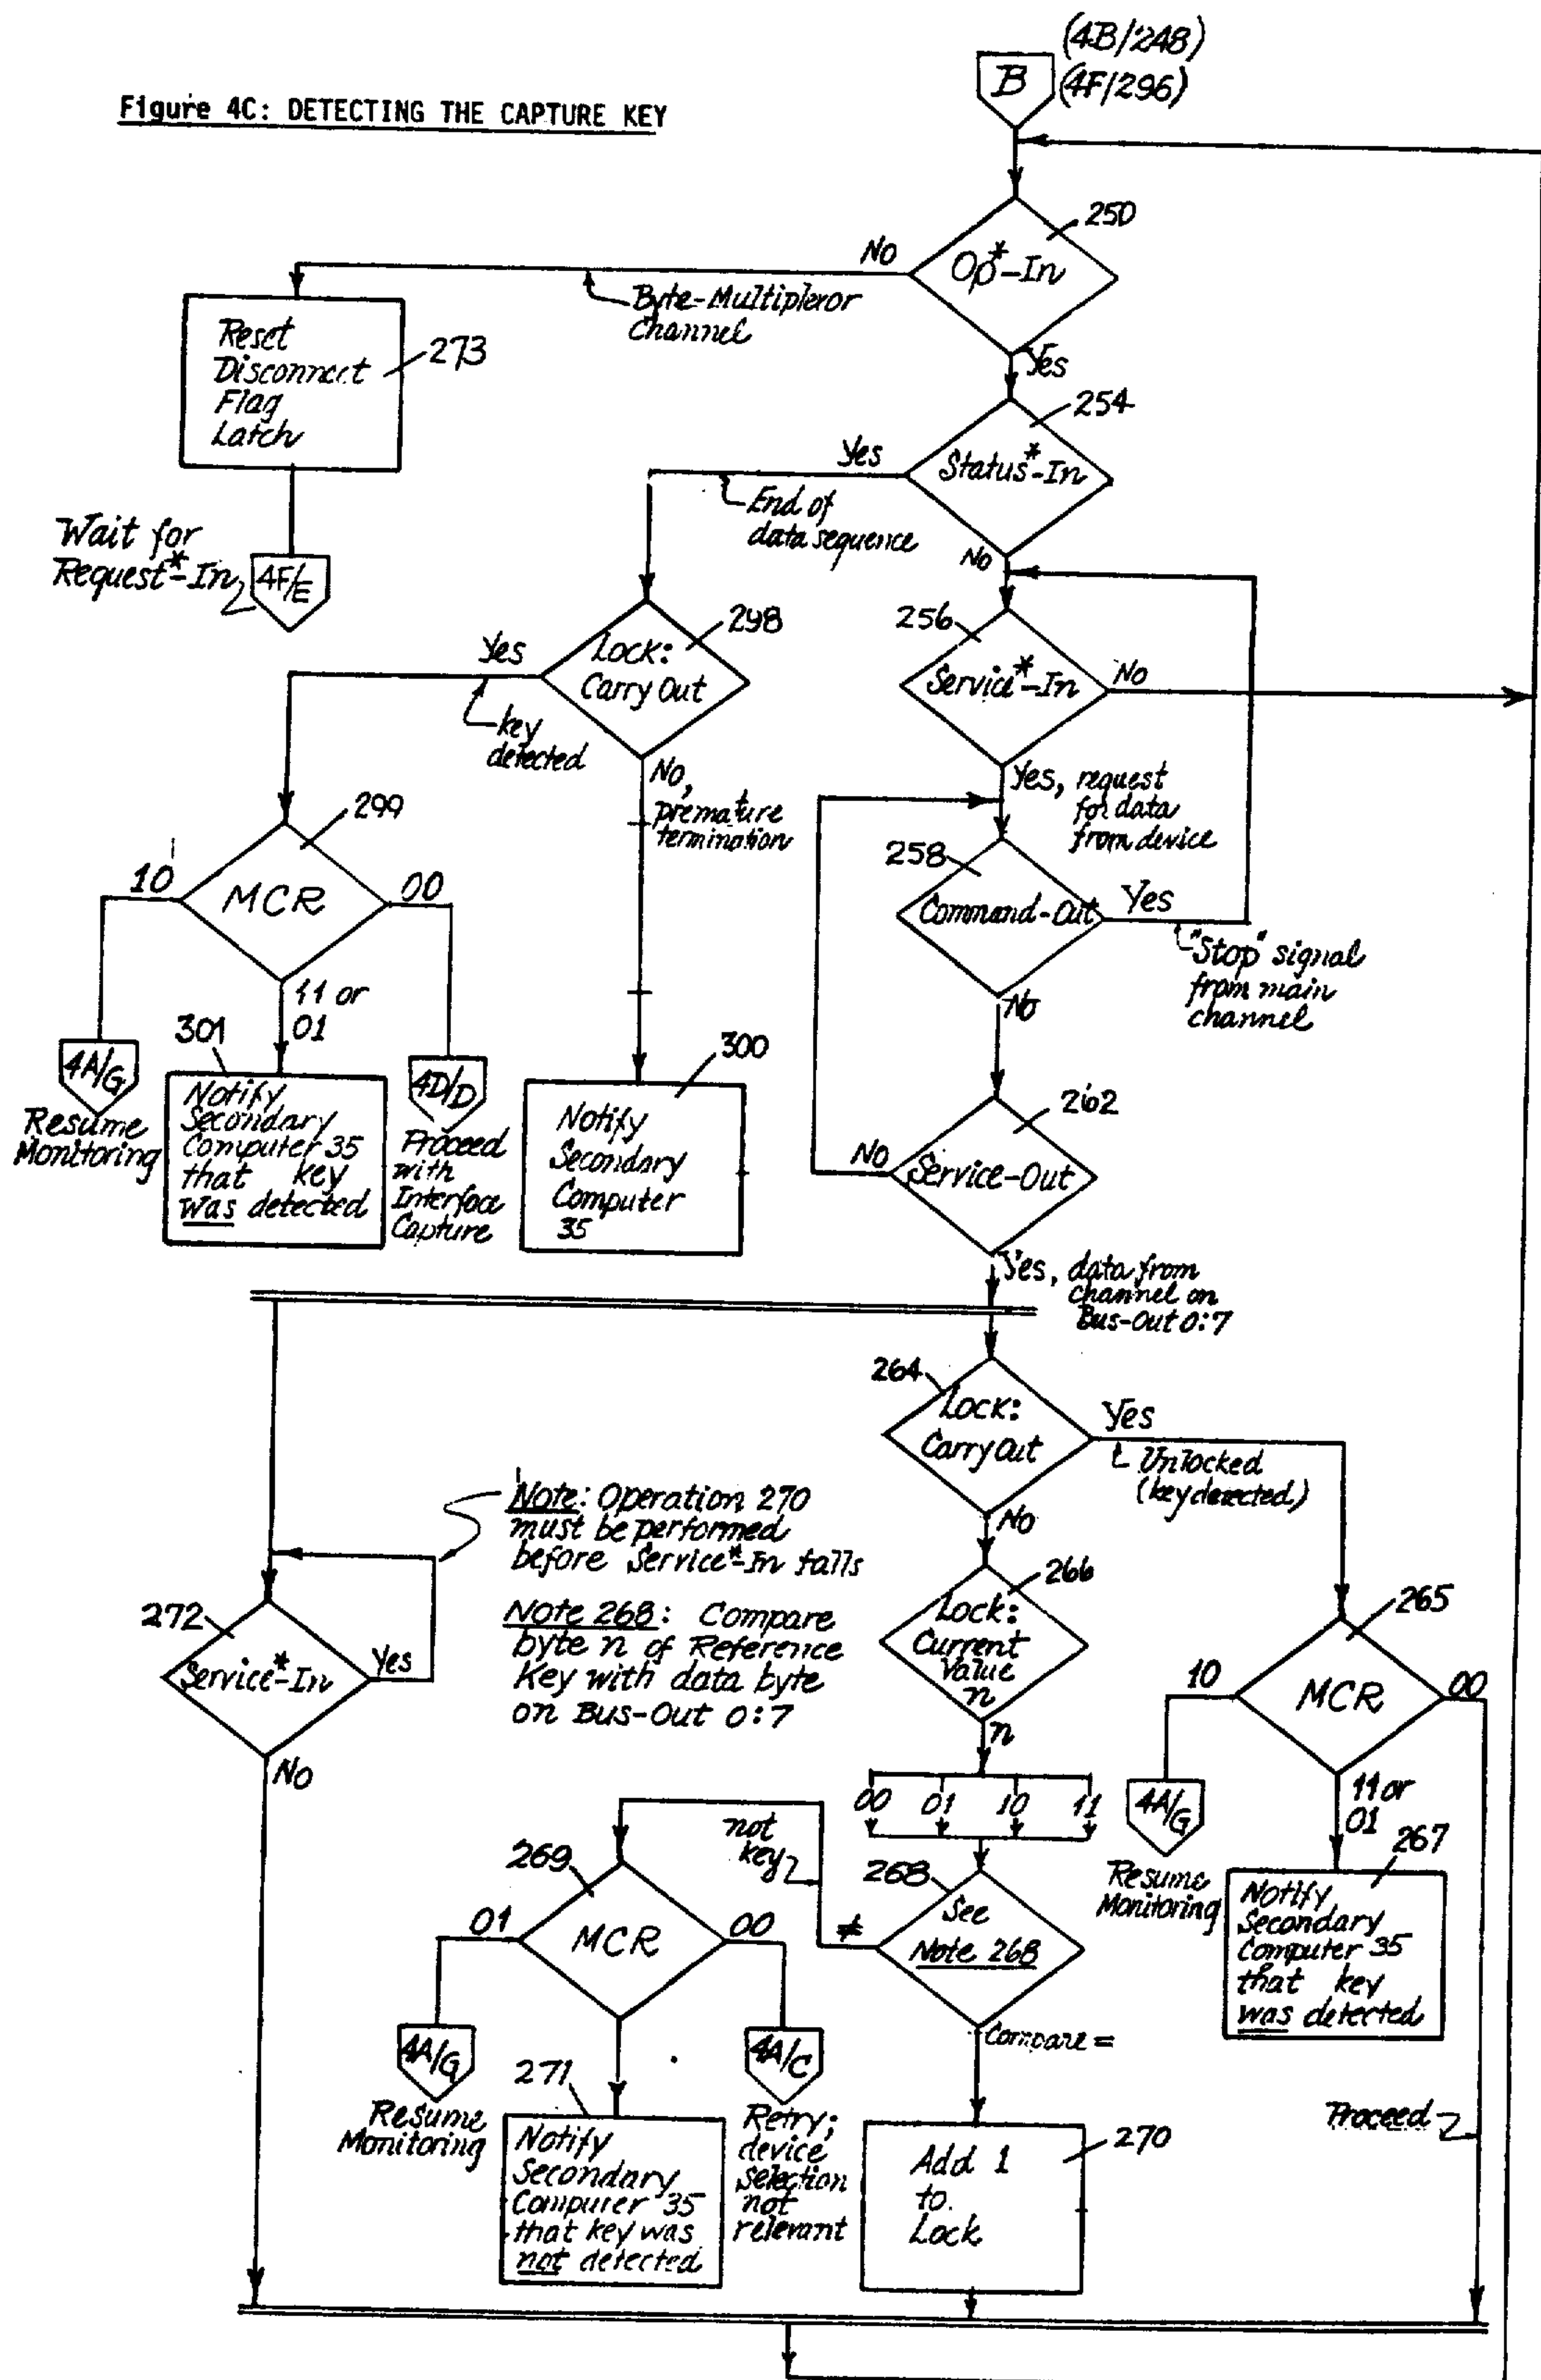 (4B/248)
B
(4F/296)
Figure 4C: DETECTING THE CAPTURE KEY
250
No
Op*-In
Byte-Multiplexor
Channel
Yes
Reset
Disconnect
Flag
Latch
273
254
Yes
Status*-In
End of
data sequence
No
Wait for
Request*-In
4F/E
298
Lock:
Carry Out
Yes
key
detected
No,
premature
termination
256
Service*-In
No
Yes, request
for data
from device
299
10
MCR
00
11 or
01
258
Command-Out
Yes
"Stop" signal
from main
channel
No
4A/G
Resume
Monitoring
301
Notify
Secondary
Computer 35
that key
was detected
4D/D
Proceed
with
Interface
Capture
300
Notify
Secondary
Computer
35
262
No
Service-Out
Yes, data from
channel on
Bus-Out 0:7
264
Lock:
Carry Out
Yes
Unlocked
(key detected)
No
Note: Operation 270
must be performed
before Service*-In falls
Note 268: Compare
byte n of Reference
Key with data byte
on Bus-Out 0:7
272
Service*-In
Yes
No
266
Lock:
Current
Value
n
n
00 01 10 11
265
10
MCR
00
11 or
01
4A/G
Resume
Monitoring
267
Notify
Secondary
Computer 35
that key
was detected
not
key
268
See
Note 268
≠
Compare =
269
01
MCR
00
4A/G
Resume
Monitoring
271
Notify
Secondary
Computer 35
that key was
not detected
4A/C
Retry;
device
selection
not
relevant
270
Add 1
to
Lock
Proceed